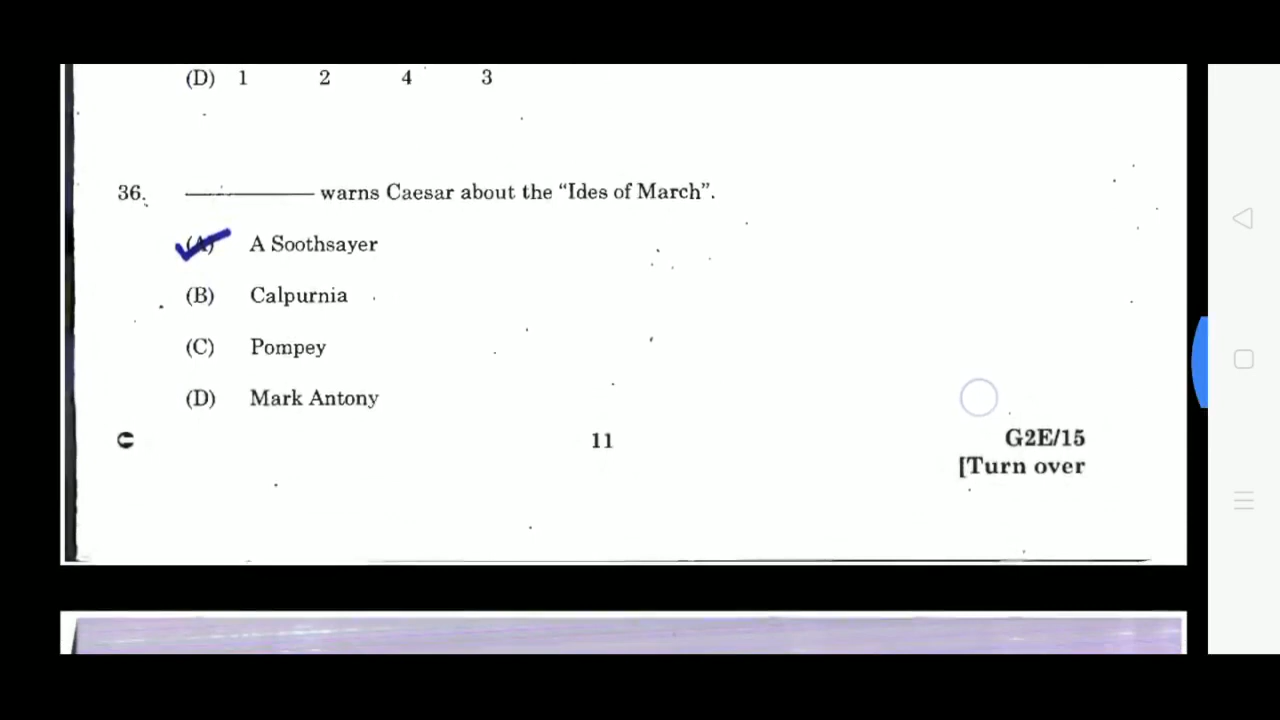 (D) 1 2 4 3
36. ________ warns Caesar about the “Ides of March”.
(A) A Soothsayer
(B) Calpurnia
(C) Pompey
(D) Mark Antony
11
G2E/15
[Turn over